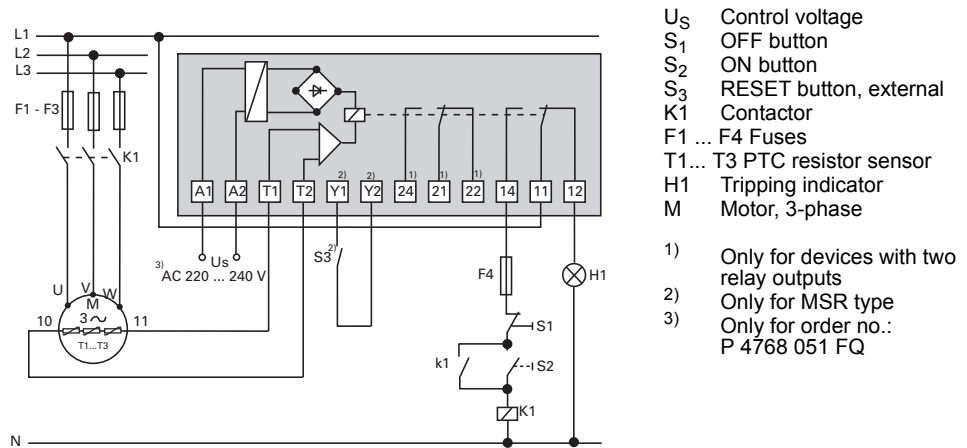 L1
L2
L3
F1 - F3
K1
A1 A2 T1 T2 Y1 Y2 24 21 22 14 11 12
2) 2) 1) 1) 1)
Us
3) AC 220 ... 240 V
S3 2)
F4
H1
U V W
M
3 ~
10 11
T1...T3
S1
k1
S2
K1
N
US Control voltage
S1 OFF button
S2 ON button
S3 RESET button, external
K1 Contactor
F1 ... F4 Fuses
T1... T3 PTC resistor sensor
H1 Tripping indicator
M Motor, 3-phase
1) Only for devices with two
relay outputs
2) Only for MSR type
3) Only for order no.:
P 4768 051 FQ